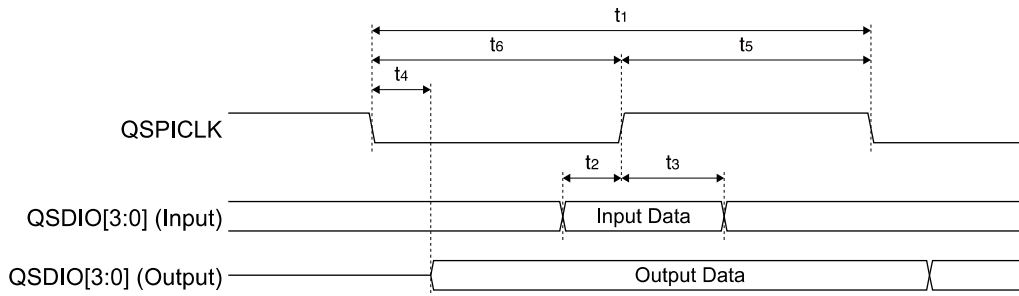 t1
t6 t5
t4
QSPICLK
t2 t3
QSDIO[3:0] (Input) Input Data
QSDIO[3:0] (Output) Output Data